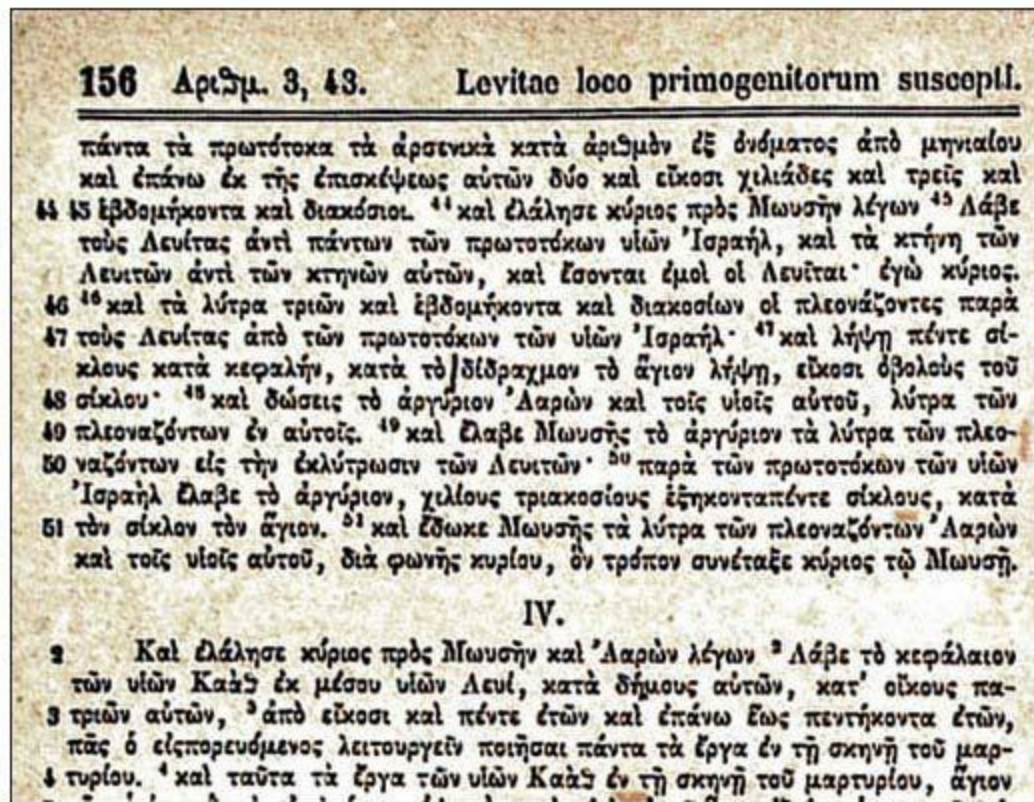 156 Αριϑμ. 3, 43. Levitae loco primogenitorum suscepti.
πάντα τὰ πρωτότοκα τὰ ἀρσενικὰ κατὰ ἀριϑμὸν ἐξ ὀνόματος ἀπὸ μηνιαίου
καὶ ἐπάνω ἐκ τῆς ἐπισκέψεως αὐτῶν δύο καὶ εἴκοσι χιλιάδες καὶ τρεῖς καὶ
44 45 ἑβδομήκοντα καὶ διακόσιοι. ⁴⁴ καὶ ἐλάλησε κύριος πρὸς Μωυσῆν λέγων ⁴⁵ Λάβε
τοὺς Λευίτας ἀντὶ πάντων τῶν πρωτοτόκων υἱῶν Ἰσραήλ, καὶ τὰ κτήνη τῶν
Λευιτῶν ἀντὶ τῶν κτηνῶν αὐτῶν, καὶ ἔσονται ἐμοὶ οἱ Λευῖται· ἐγὼ κύριος.
46 ⁴⁶ καὶ τὰ λύτρα τριῶν καὶ ἑβδομήκοντα καὶ διακοσίων οἱ πλεονάζοντες παρὰ
47 τοὺς Λευίτας ἀπὸ τῶν πρωτοτόκων τῶν υἱῶν Ἰσραήλ· ⁴⁷ καὶ λήψῃ πέντε σί-
κλους κατὰ κεφαλήν, κατὰ τὸ δίδραχμον τὸ ἅγιον λήψῃ, εἴκοσι ὀβολοὺς τοῦ
48 σίκλου· ⁴⁸ καὶ δώσεις τὸ ἀργύριον Ἀαρὼν καὶ τοῖς υἱοῖς αὐτοῦ, λύτρα τῶν
49 πλεοναζόντων ἐν αὐτοῖς. ⁴⁹ καὶ ἔλαβε Μωυσῆς τὸ ἀργύριον τὰ λύτρα τῶν πλεο-
50 ναζόντων εἰς τὴν ἐκλύτρωσιν τῶν Λευιτῶν· ⁵⁰ παρὰ τῶν πρωτοτόκων τῶν υἱῶν
Ἰσραὴλ ἔλαβε τὸ ἀργύριον, χιλίους τριακοσίους ἑξηκονταπέντε σίκλους, κατὰ
51 τὸν σίκλον τὸν ἅγιον. ⁵¹ καὶ ἔδωκε Μωυσῆς τὰ λύτρα τῶν πλεοναζόντων Ἀαρὼν
καὶ τοῖς υἱοῖς αὐτοῦ, διὰ φωνῆς κυρίου, ὃν τρόπον συνέταξε κύριος τῷ Μωυσῇ.
IV.
2 Καὶ ἐλάλησε κύριος πρὸς Μωυσῆν καὶ Ἀαρὼν λέγων ² Λάβε τὸ κεφάλαιον
τῶν υἱῶν Καὰϑ ἐκ μέσου υἱῶν Λευί, κατὰ δήμους αὐτῶν, κατ' οἴκους πα-
3 τριῶν αὐτῶν, ³ ἀπὸ εἴκοσι καὶ πέντε ἐτῶν καὶ ἐπάνω ἕως πεντήκοντα ἐτῶν,
πᾶς ὁ εἰςπορευόμενος λειτουργεῖν ποιῆσαι πάντα τὰ ἔργα ἐν τῇ σκηνῇ τοῦ μαρ-
4 τυρίου. ⁴ καὶ ταῦτα τὰ ἔργα τῶν υἱῶν Καὰϑ ἐν τῇ σκηνῇ τοῦ μαρτυρίου, ἅγιον